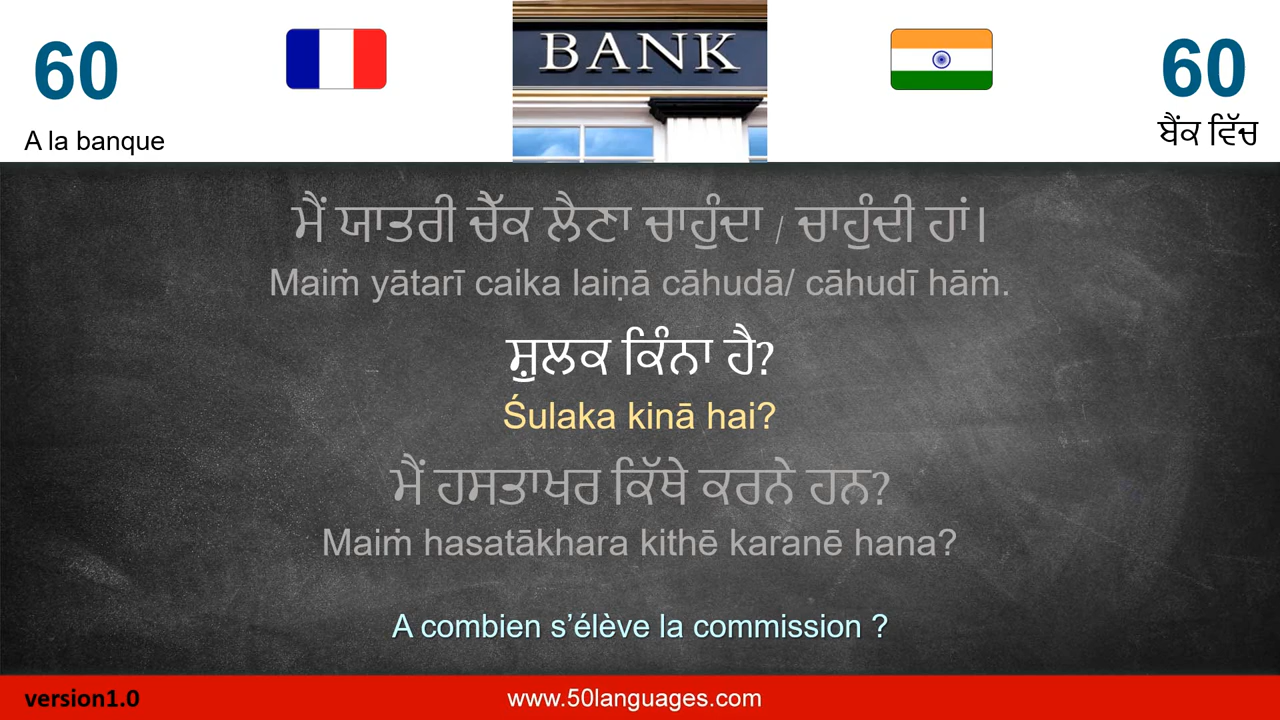 60
A la banque
BANK
60
ਬੈਂਕ ਵਿੱਚ
ਮੈਂ ਯਾਤਰੀ ਚੈੱਕ ਲੈਣਾ ਚਾਹੁੰਦਾ / ਚਾਹੁੰਦੀ ਹਾਂ।
Maiṁ yātarī caika laiṇā cāhudā/ cāhudī hāṁ.
ਸ਼ੁਲਕ ਕਿੰਨਾ ਹੈ?
Śulaka kinā hai?
ਮੈਂ ਹਸਤਾਖਰ ਕਿੱਥੇ ਕਰਨੇ ਹਨ?
Maiṁ hasatākhara kithē karanē hana?
A combien s’élève la commission ?
version1.0
www.50languages.com